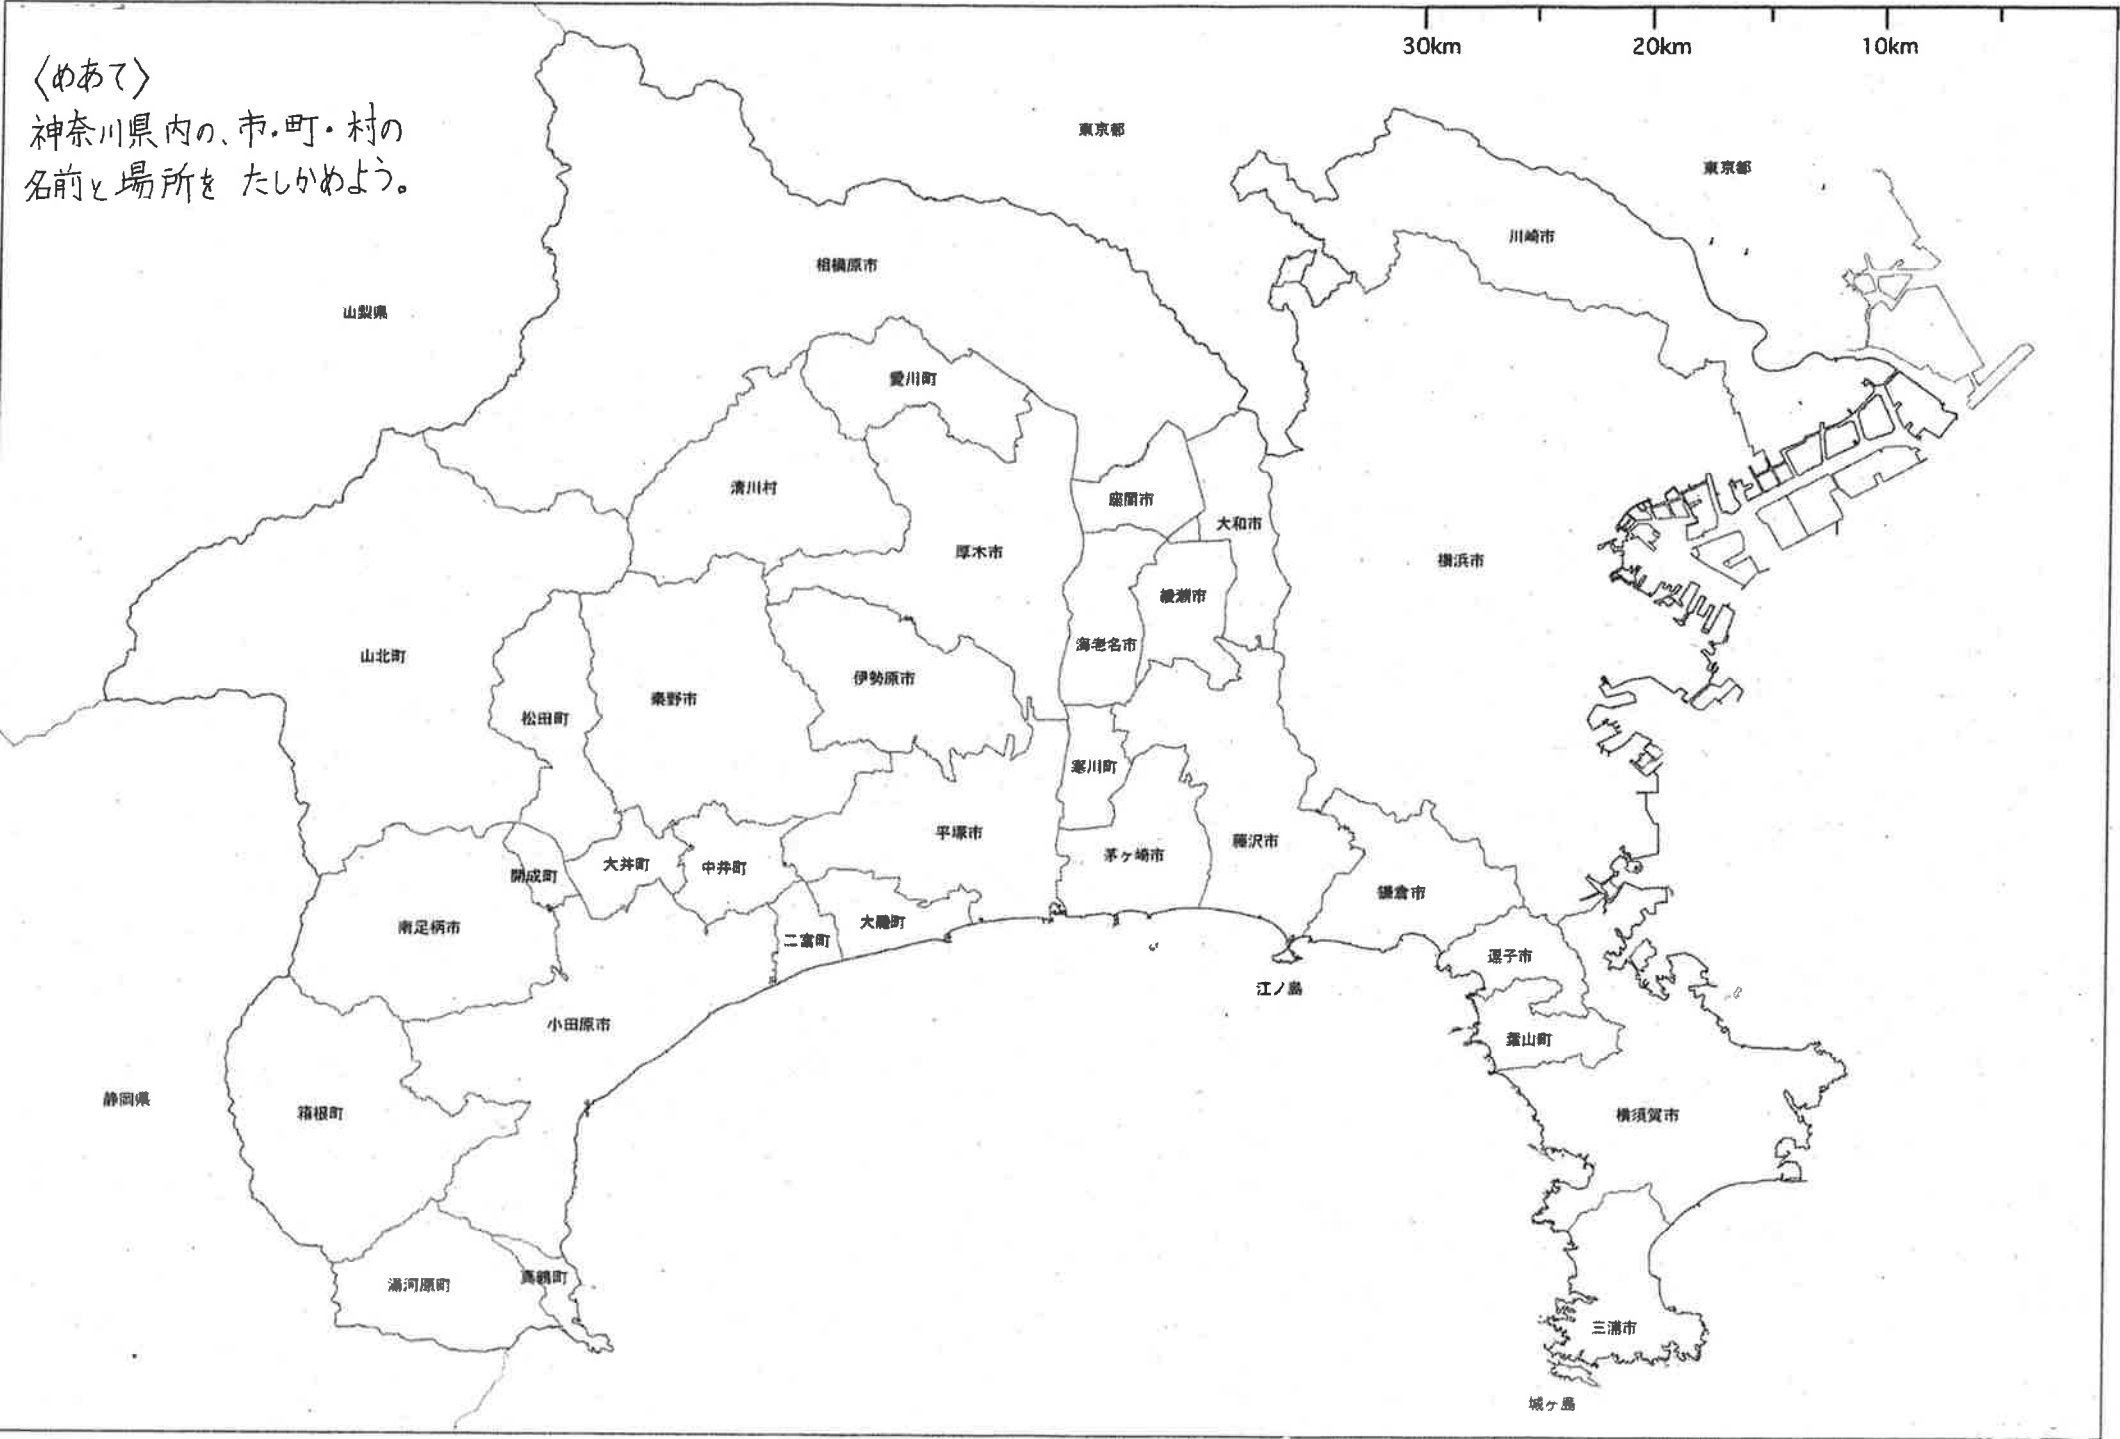 〈めあて〉
神奈川県内の、市・町・村の
名前と場所を たしかめよう。
30km
20km
10km
東京都
東京都
川崎市
相模原市
山梨県
愛川町
清川村
座間市
大和市
厚木市
横浜市
綾瀬市
海老名市
山北町
伊勢原市
秦野市
松田町
寒川町
平塚市
藤沢市
茅ヶ崎市
大井町
中井町
開成町
鎌倉市
大磯町
南足柄市
二宮町
逗子市
江ノ島
小田原市
葉山町
静岡県
箱根町
横須賀市
湯河原町
真鶴町
三浦市
城ヶ島